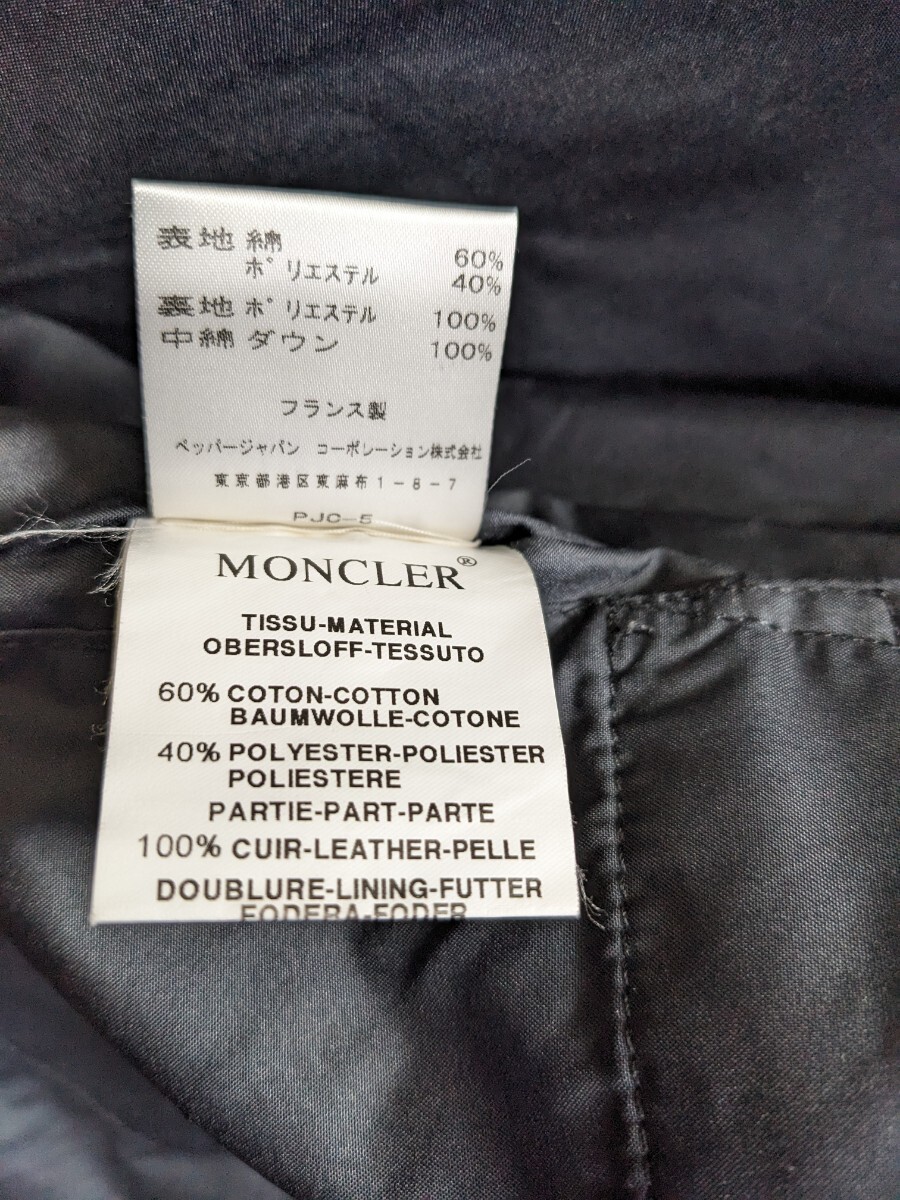 表地 綿 60%
ポリエステル 40%
裏地 ポリエステル 100%
中綿 ダウン 100%
フランス製
ペッパージャパン コーポレーション株式会社
東京都港区東麻布1-8-7
PJC-5
MONCLER®
TISSU-MATERIAL
OBERSLOFF-TESSUTO
60% COTON-COTTON
BAUMWOLLE-COTONE
40% POLYESTER-POLIESTER
POLIESTERE
PARTIE-PART-PARTE
100% CUIR-LEATHER-PELLE
DOUBLURE-LINING-FUTTER
FODERA-FODER